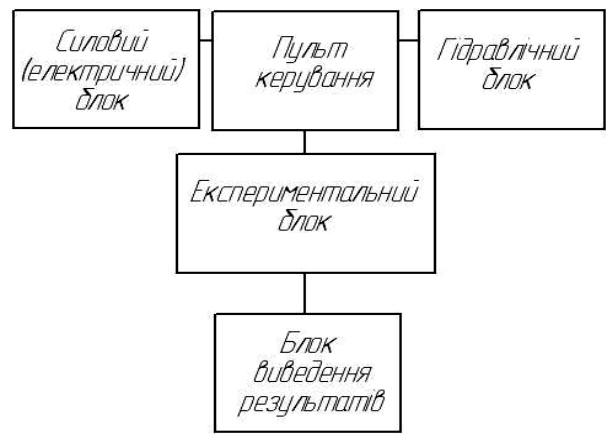 Силовий
(електричний)
блок
Пульт
керування
Гідравлічний
блок
Експериментальний
блок
Блок
виведення
результатів